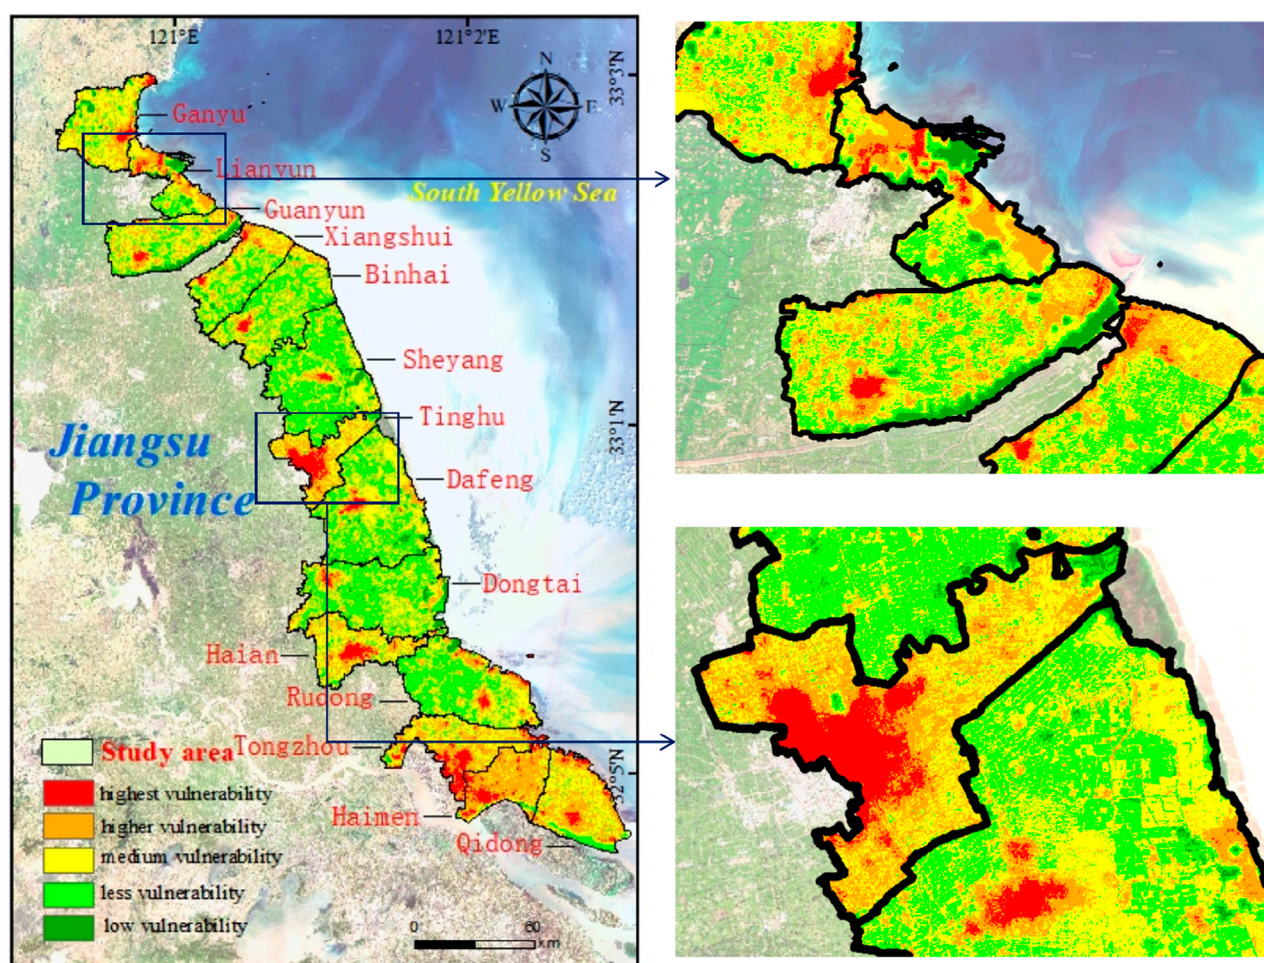 121°E
121°2'E
N
W
E
S
33°3'N
Ganyu
Lianyun
South Yellow Sea
Guanyun
Xiangshui
Binhai
Sheyang
Tinghu
33°1'N
Jiangsu
Province
Dafeng
Dongtai
Haian
Rudong
Tongzhou
32°5'N
Haimen
Qidong
Study area
highest vulnerability
higher vulnerability
medium vulnerability
less vulnerability
low vulnerability
0
60
km